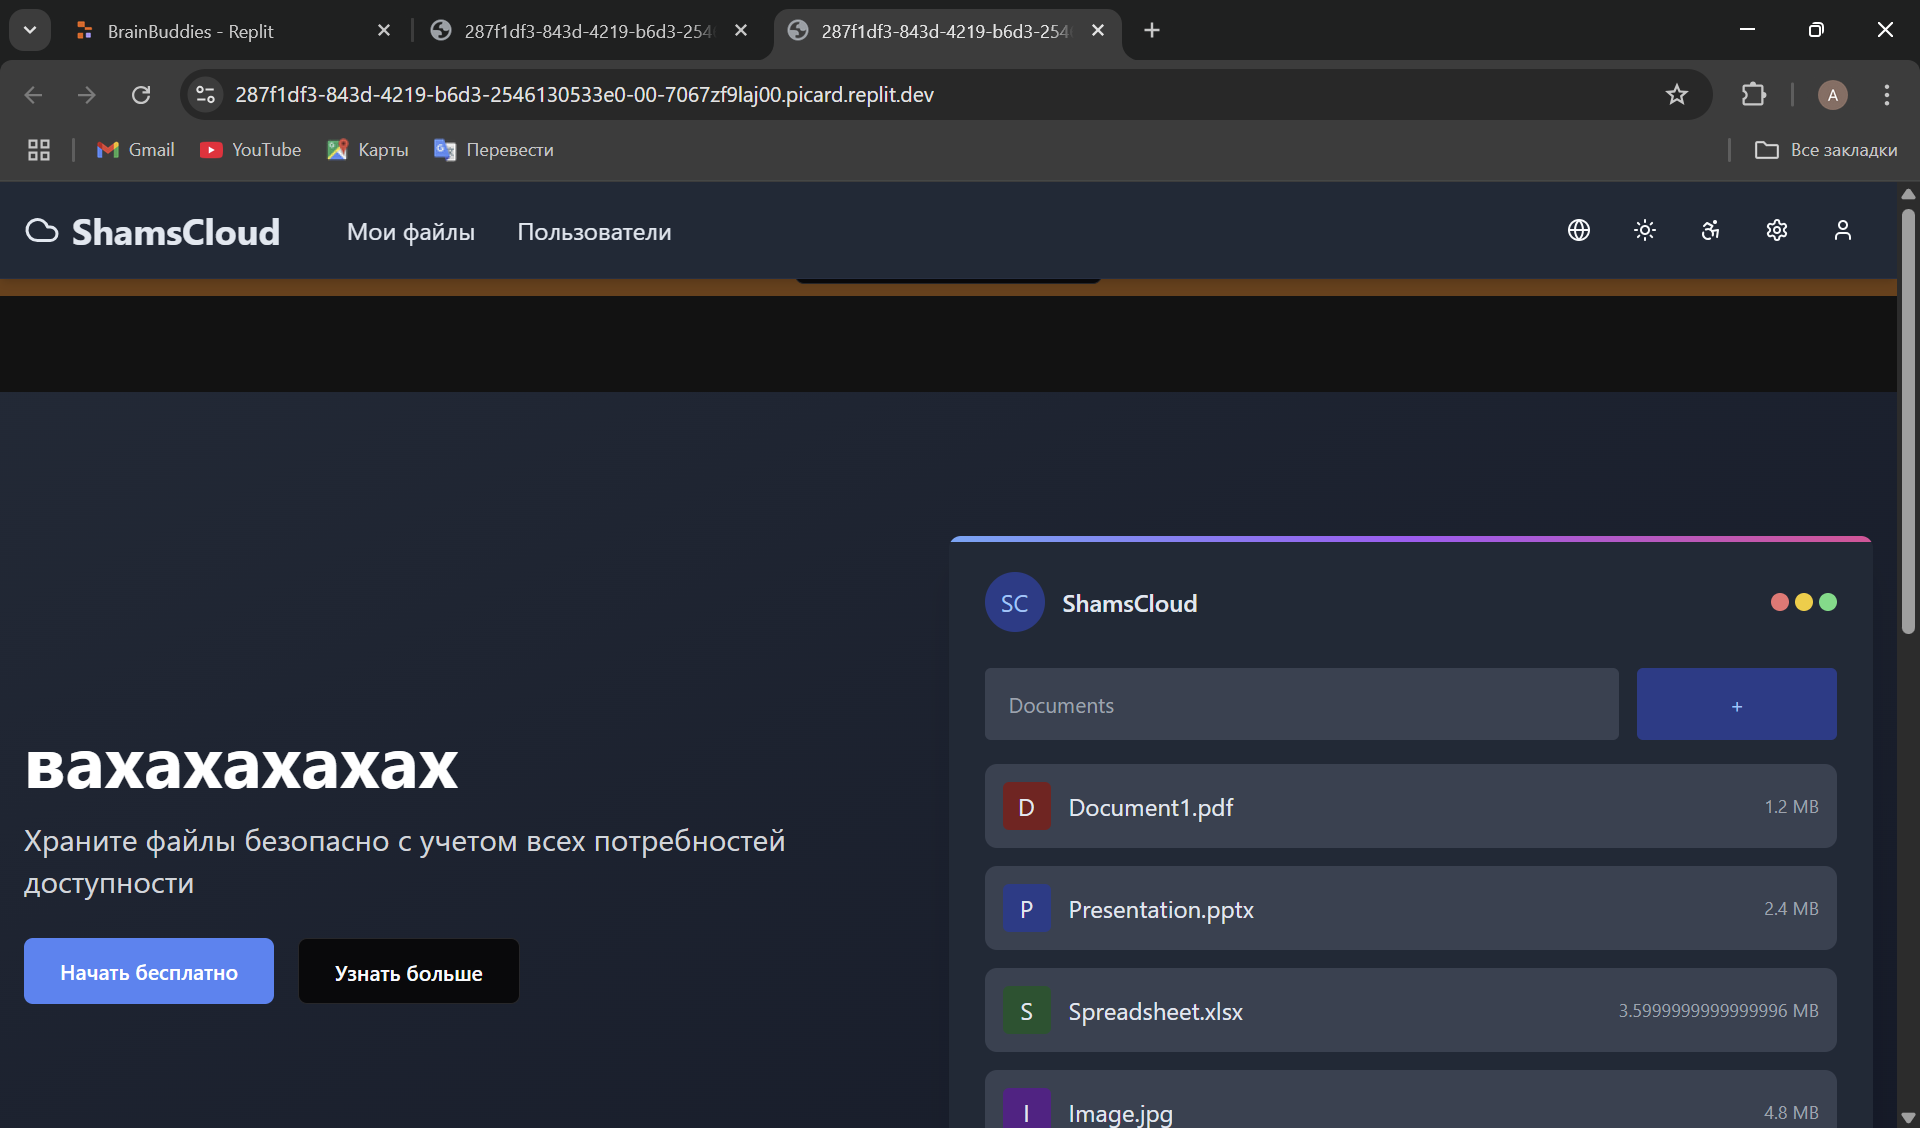 BrainBuddies - Replit
287f1df3-843d-4219-b6d3-254
287f1df3-843d-4219-b6d3-254
287f1df3-843d-4219-b6d3-2546130533e0-00-7067zf9laj00.picard.replit.dev
A
Gmail
YouTube
Карты
Перевести
Все закладки
ShamsCloud
Мои файлы
Пользователи
SC
ShamsCloud
Documents
+
вахахахахах
Храните файлы безопасно с учетом всех потребностей
доступности
Начать бесплатно
Узнать больше
D
Document1.pdf
1.2 MB
P
Presentation.pptx
2.4 MB
S
Spreadsheet.xlsx
3.5999999999999996 MB
I
Image.jpg
4.8 MB